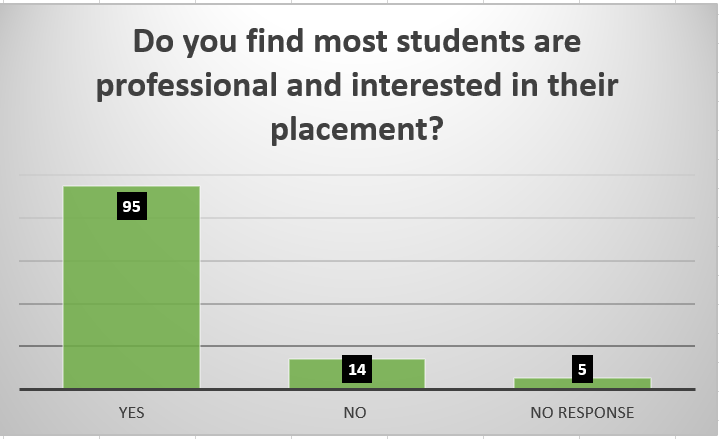 Do you find most students are
professional and interested in their
placement?
95
14
5
YES
NO
NO RESPONSE